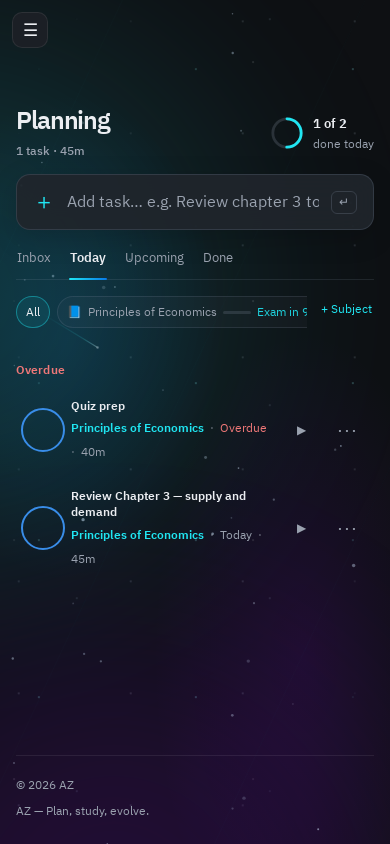 ☰
Planning
1 of 2
done today
1 task · 45m
+ Add task... e.g. Review chapter 3 to ↵
Inbox Today Upcoming Done
All 📘 Principles of Economics Exam in + Subject
Overdue
Quiz prep
Principles of Economics · Overdue
· 40m
▶ ···
Review Chapter 3 — supply and
demand
Principles of Economics · Today ·
45m
▶ ···
© 2026 AZ
AZ — Plan, study, evolve.